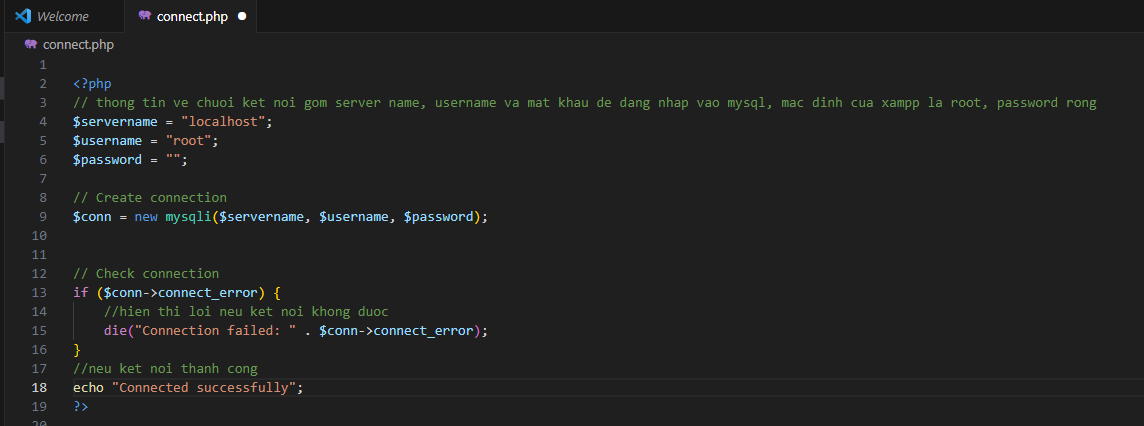 Welcome
connect.php
connect.php
1
2 <?php
3 // thong tin ve chuoi ket noi gom server name, username va mat khau de dang nhap vao mysql, mac dinh cua xampp la root, password rong
4 $servername = "localhost";
5 $username = "root";
6 $password = "";
7
8 // Create connection
9 $conn = new mysqli($servername, $username, $password);
10
11
12 // Check connection
13 if ($conn->connect_error) {
14 //hien thi loi neu ket noi khong duoc
15 die("Connection failed: " . $conn->connect_error);
16 }
17 //neu ket noi thanh cong
18 echo "Connected successfully";
19 ?>
20